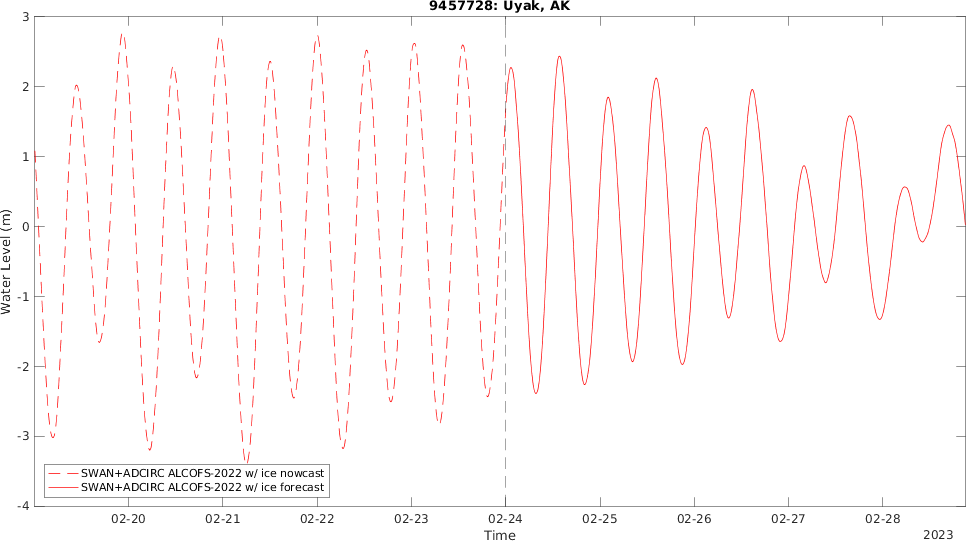 9457728: Uyak, AK
3
2
1
0
-1
-2
-3
-4
Water Level (m)
SWAN+ADCIRC ALCOFS-2022 w/ ice nowcast
SWAN+ADCIRC ALCOFS-2022 w/ ice forecast
02-20 02-21 02-22 02-23 02-24 02-25 02-26 02-27 02-28
Time
2023